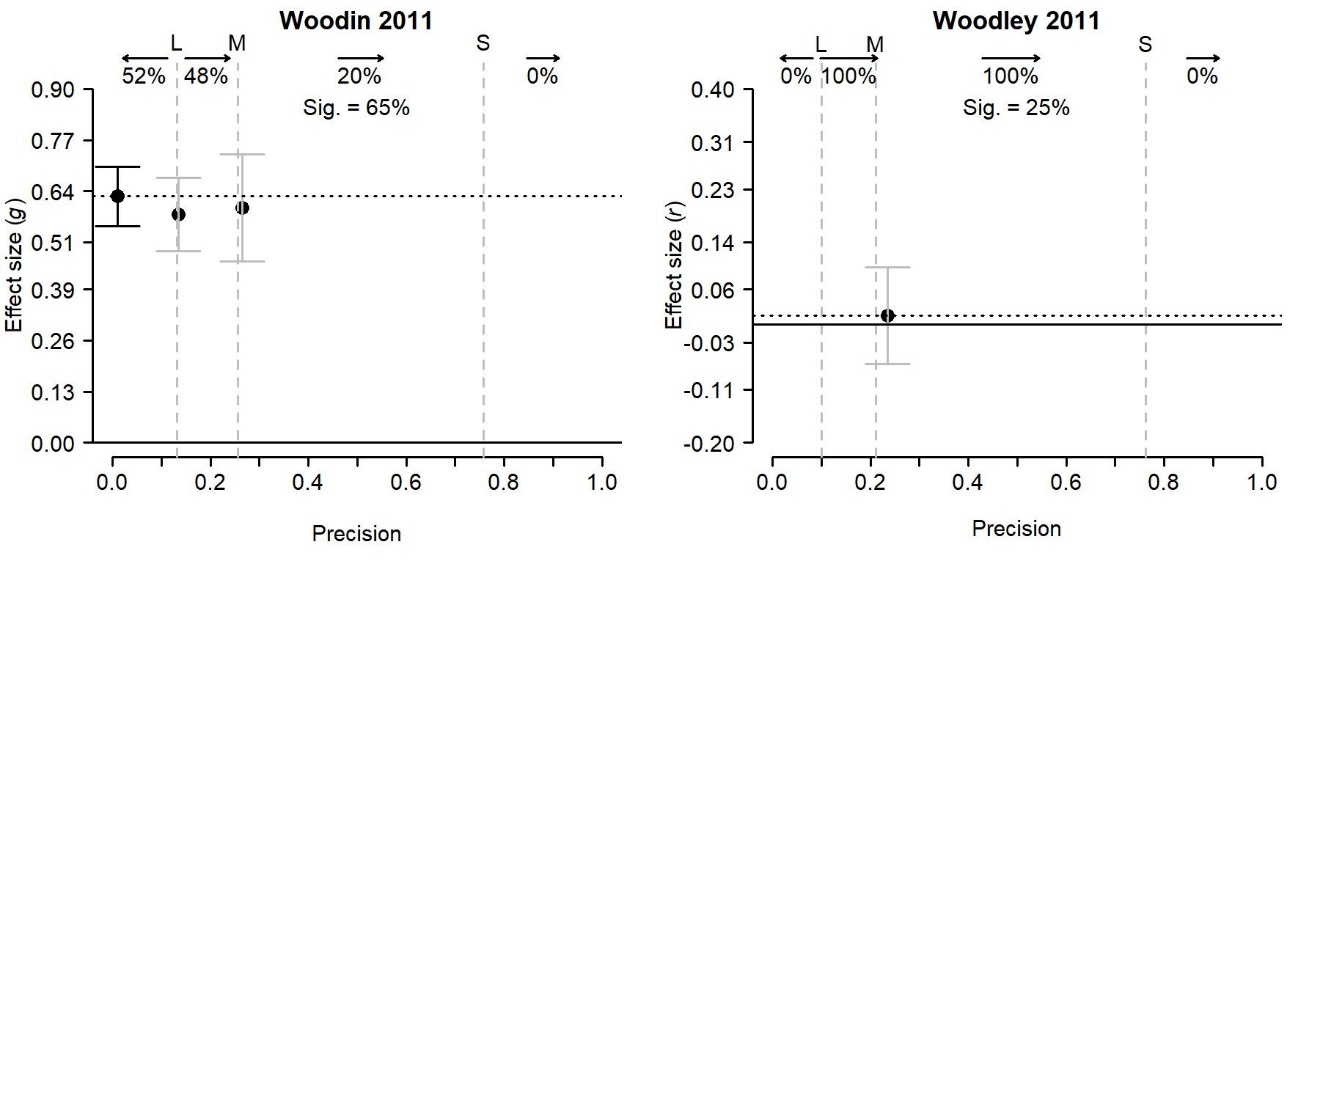 Woodin 2011
L M S
52% 48% 20% 0%
Sig. = 65%
0.90
0.77
0.64
0.51
0.39
0.26
0.13
0.00
Effect size (g)
0.0 0.2 0.4 0.6 0.8 1.0
Precision
Woodley 2011
L M S
0% 100% 100% 0%
Sig. = 25%
0.40
0.31
0.23
0.14
0.06
-0.03
-0.11
-0.20
Effect size (r)
0.0 0.2 0.4 0.6 0.8 1.0
Precision